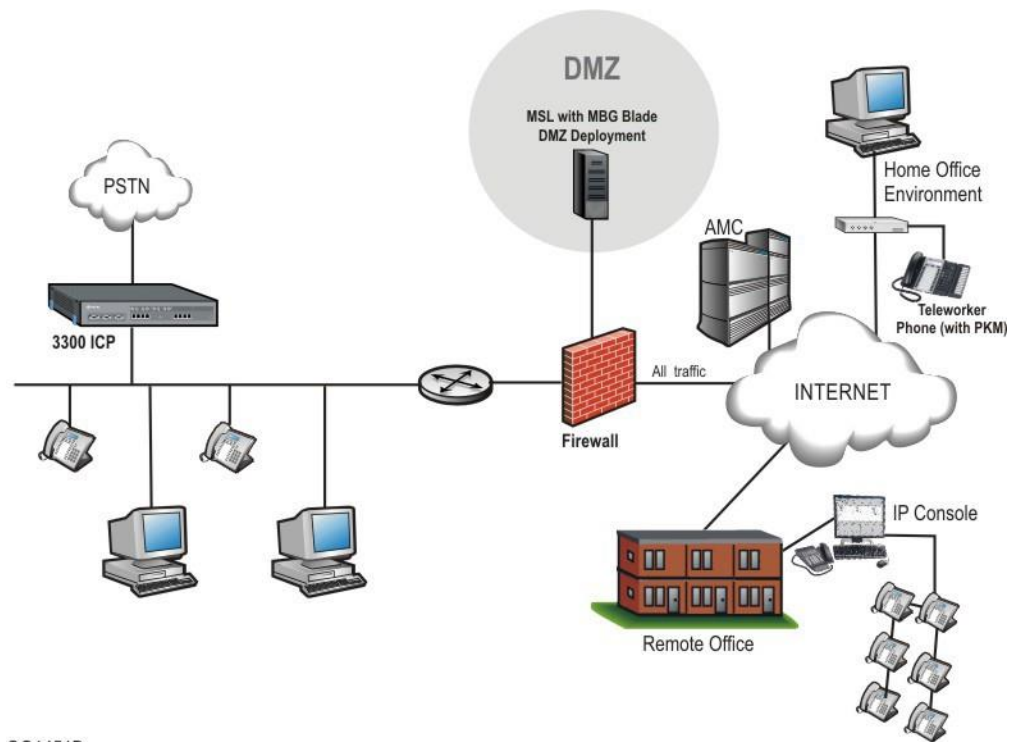 DMZ
MSL with MBG Blade
DMZ Deployment
PSTN
3300 ICP
AMC
Home Office
Environment
Teleworker
Phone (with PKM)
All traffic
INTERNET
Firewall
IP Console
Remote Office